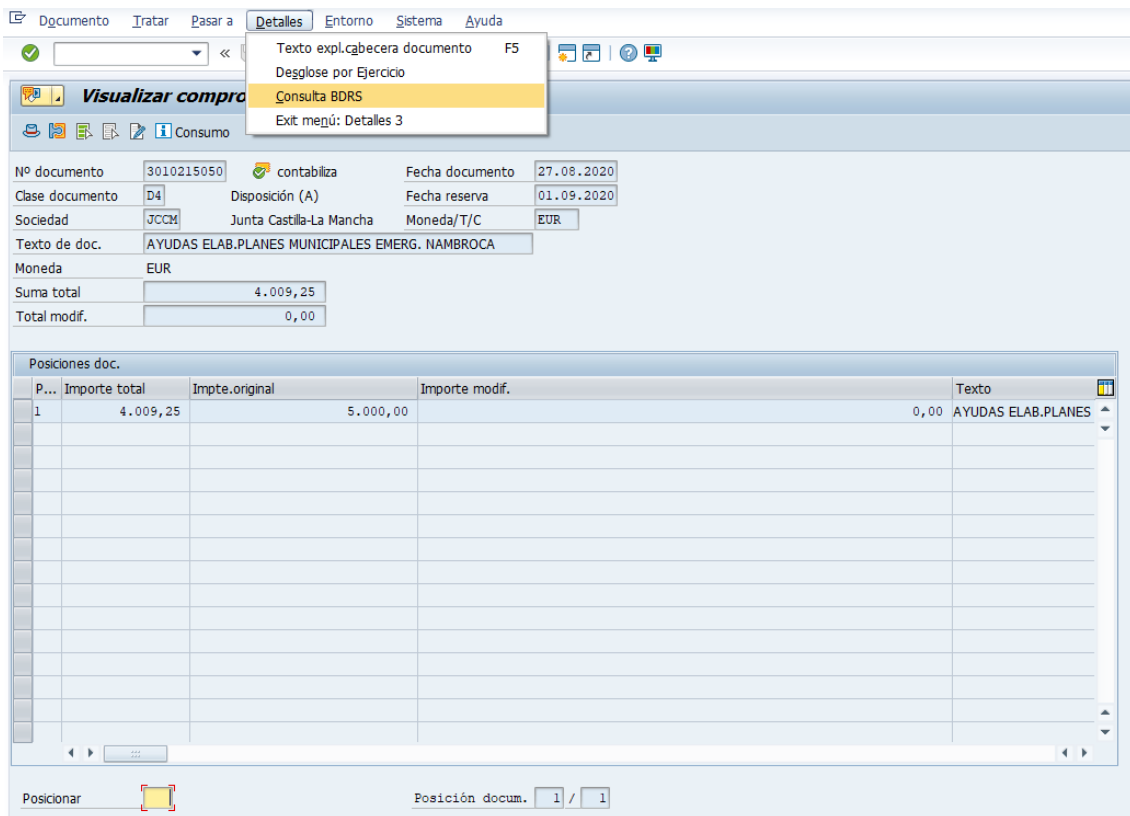 Documento Tratar Pasar a Detalles Entorno Sistema Ayuda
Texto expl.cabecera documento F5
Desglose por Ejercicio
Consulta BDRS
Exit menú: Detalles 3
Visualizar compro
Consumo
Nº documento 3010215050 contabiliza Fecha documento 27.08.2020
Clase documento D4 Disposición (A) Fecha reserva 01.09.2020
Sociedad JCCM Junta Castilla-La Mancha Moneda/T/C EUR
Texto de doc. AYUDAS ELAB.PLANES MUNICIPALES EMERG. NAMBROCA
Moneda EUR
Suma total 4.009,25
Total modif. 0,00
Posiciones doc.
P... Importe total Impte.original Importe modif. Texto
1 4.009,25 5.000,00 0,00 AYUDAS ELAB.PLANES
Posicionar Posición docum. 1 / 1